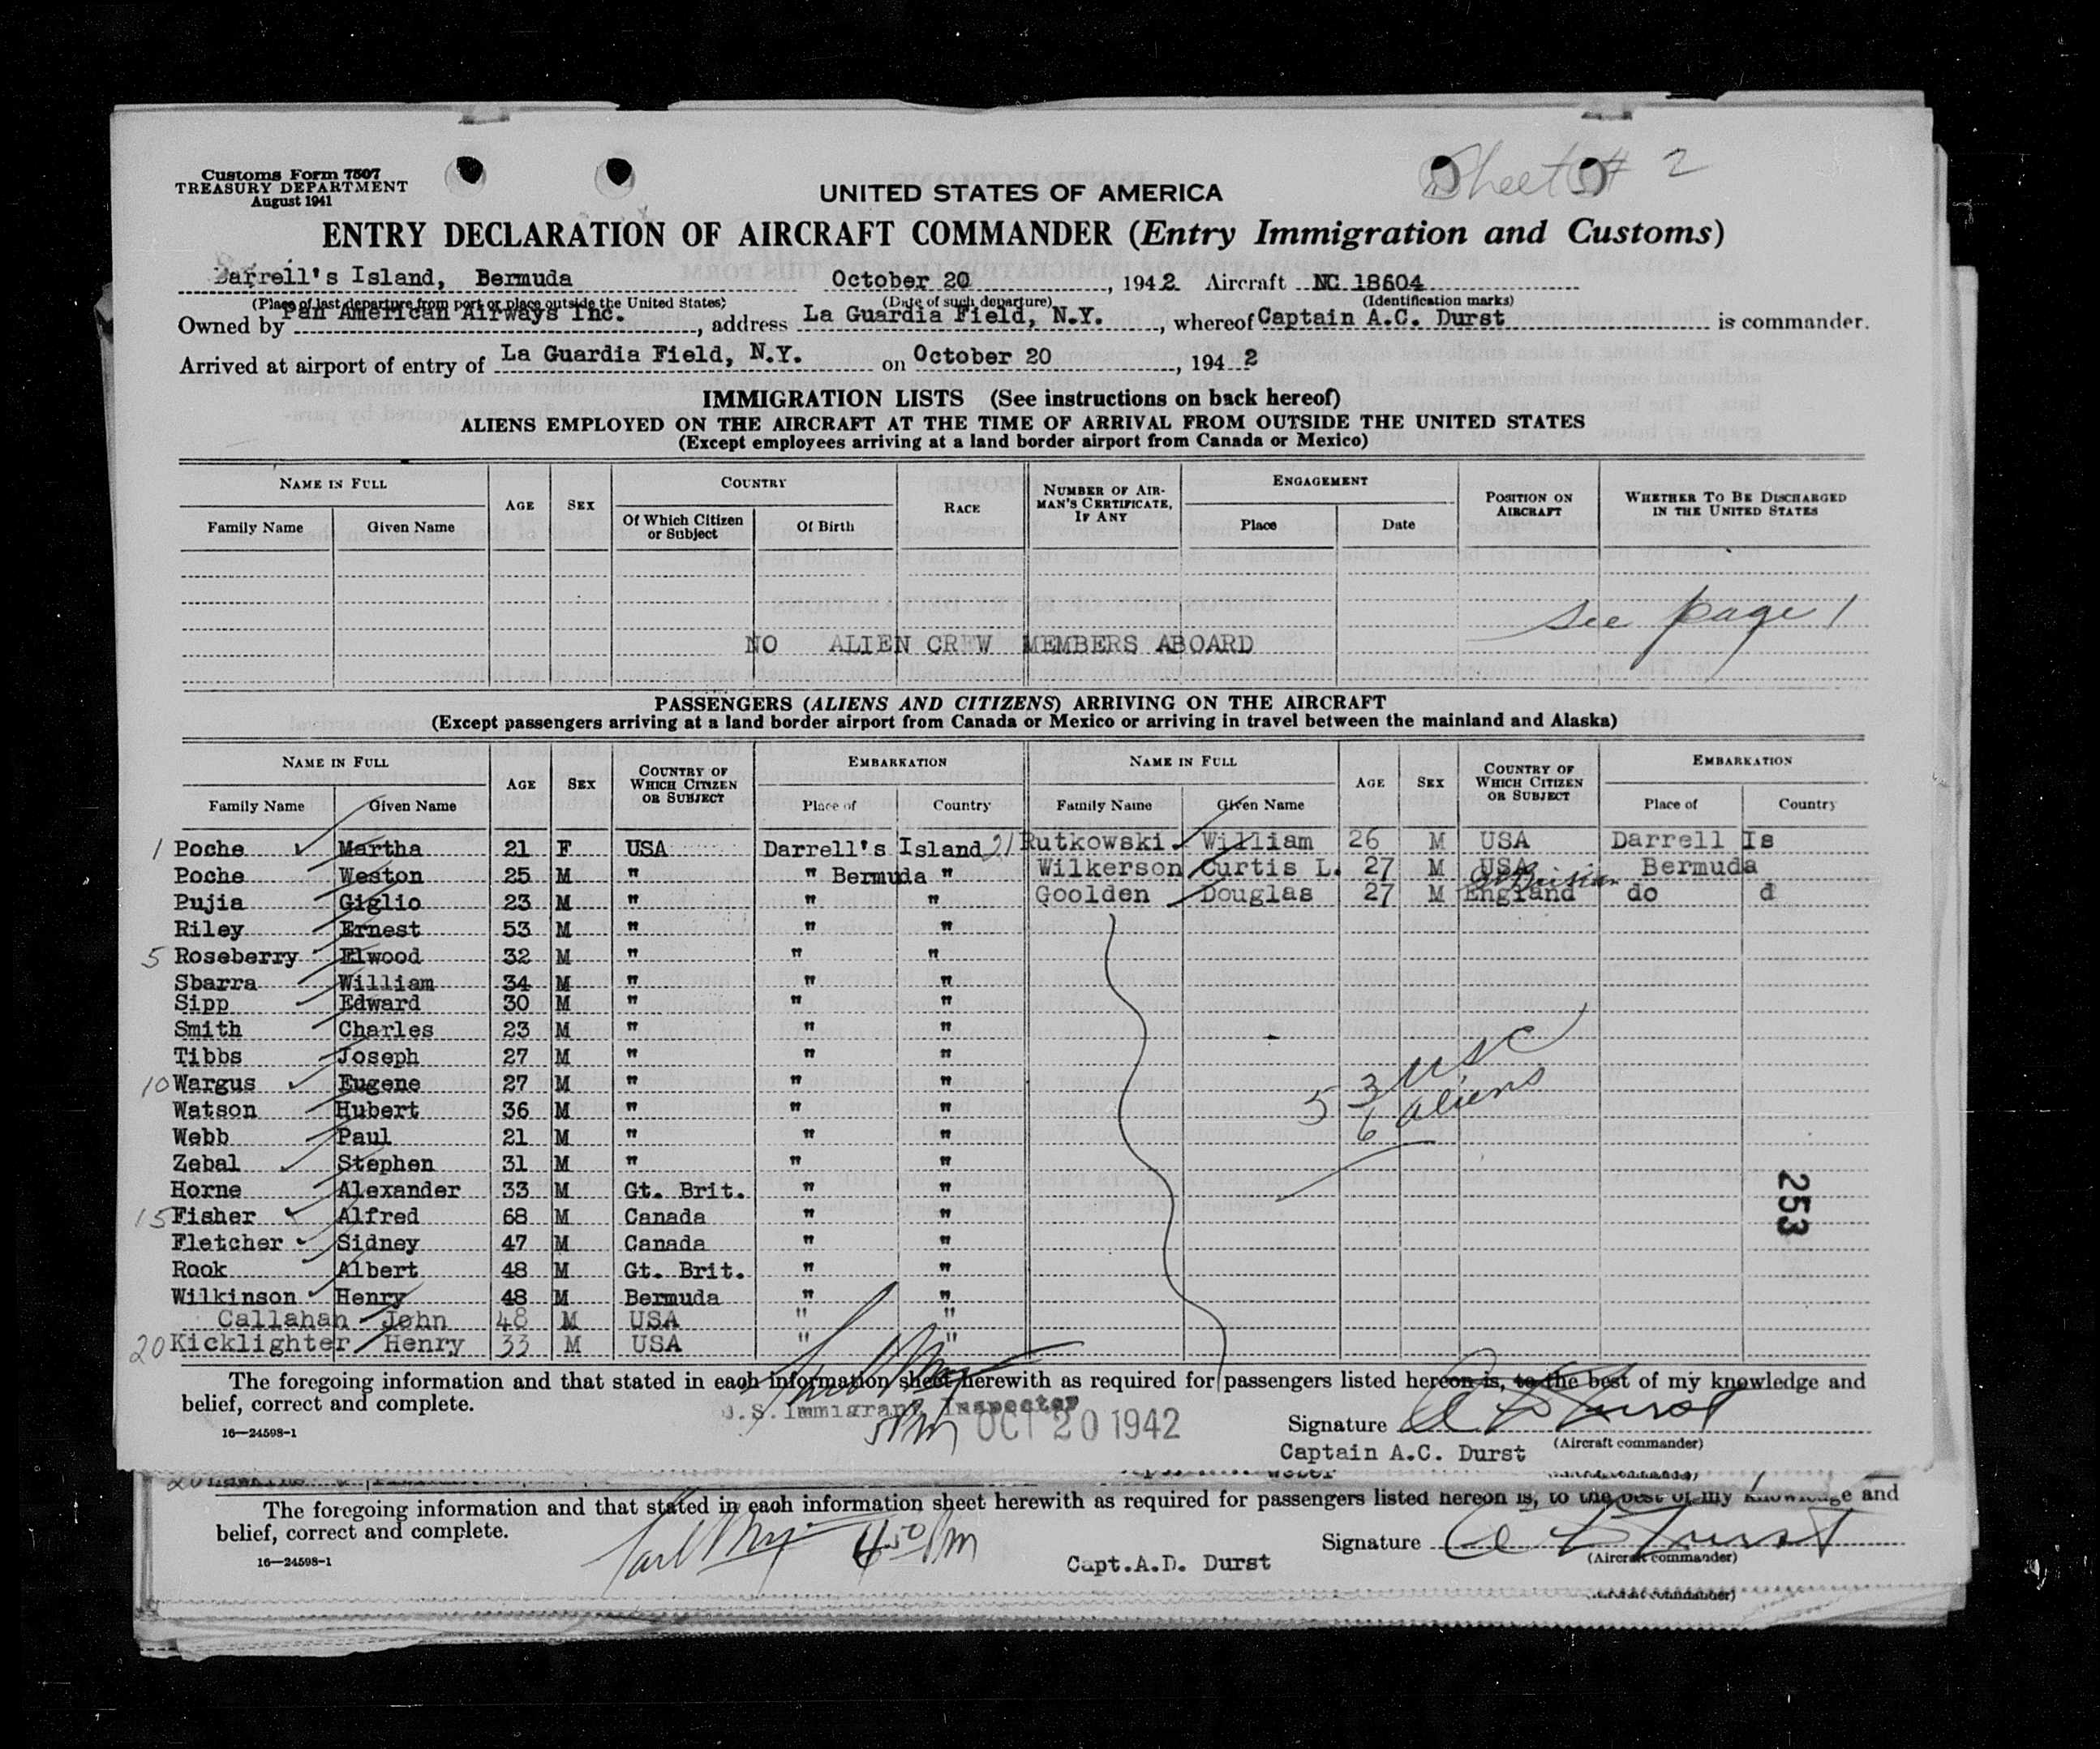 Customs Form 7507
TREASURY DEPARTMENT
August 1941
Sheet # 2
UNITED STATES OF AMERICA
ENTRY DECLARATION OF AIRCRAFT COMMANDER (Entry Immigration and Customs)
Darrell's Island, Bermuda October 20, 1942 Aircraft NC 18604
(Place of last departure from port or place outside the United States) (Date of such departure) (Identification marks)
Owned by Pan American Airways Inc., address La Guardia Field, N.Y., whereof Captain A.C. Durst is commander.
Arrived at airport of entry of La Guardia Field, N.Y. on October 20, 1942
IMMIGRATION LISTS (See instructions on back hereof)
ALIENS EMPLOYED ON THE AIRCRAFT AT THE TIME OF ARRIVAL FROM OUTSIDE THE UNITED STATES
(Except employees arriving at a land border airport from Canada or Mexico)
NAME IN FULL AGE SEX COUNTRY RACE NUMBER OF AIRMAN'S CERTIFICATE, IF ANY ENGAGEMENT POSITION ON AIRCRAFT WHETHER TO BE DISCHARGED IN THE UNITED STATES
Family Name Given Name Of Which Citizen or Subject Of Birth Place Date
see page 1
NO ALIEN CREW MEMBERS ABOARD
PASSENGERS (ALIENS AND CITIZENS) ARRIVING ON THE AIRCRAFT
(Except passengers arriving at a land border airport from Canada or Mexico or arriving in travel between the mainland and Alaska)
NAME IN FULL AGE SEX COUNTRY OF WHICH CITIZEN OR SUBJECT EMBARKATION NAME IN FULL AGE SEX COUNTRY OF WHICH CITIZEN OR SUBJECT EMBARKATION
Family Name Given Name Place of Country Family Name Given Name Place of Country
1 Poche Martha 21 F USA Darrell's Island 21 Rutkowski William 26 M USA Darrell Is
Poche Weston 25 M " " Bermuda " Wilkerson Curtis L. 27 M USA Bermuda
Pujia Giglio 23 M " " " Goolden Douglas 27 M England do d
Riley Ernest 53 M " " "
5 Roseberry Elwood 32 M " " "
Sbarra William 34 M " " "
Sipp Edward 30 M " " "
Smith Charles 23 M " " "
Tibbs Joseph 27 M " " "
10 Wargus Eugene 27 M " " "
Watson Hubert 36 M " " "
Webb Paul 21 M " " "
Zebal Stephen 31 M " " "
Horne Alexander 33 M Gt. Brit. " "
15 Fisher Alfred 68 M Canada " "
Fletcher Sidney 47 M Canada " "
Rook Albert 48 M Gt. Brit. " "
Wilkinson Henry 48 M Bermuda " "
Callahan John 48 M USA " "
20 Kicklighter Henry 33 M USA " "
53 USC
6 aliens
253
The foregoing information and that stated in each information sheet herewith as required for passengers listed hereon is, to the best of my knowledge and
belief, correct and complete.
U.S. Immigrant Inspector
OCT 20 1942
16—24598-1
Signature A C Durst
(Aircraft commander)
Captain A.C. Durst
The foregoing information and that stated in each information sheet herewith as required for passengers listed hereon is, to the best of my knowledge and
belief, correct and complete.
16—24598-1
4 50 Pm
Capt.A.D. Durst
Signature A C Durst
(Aircraft commander)